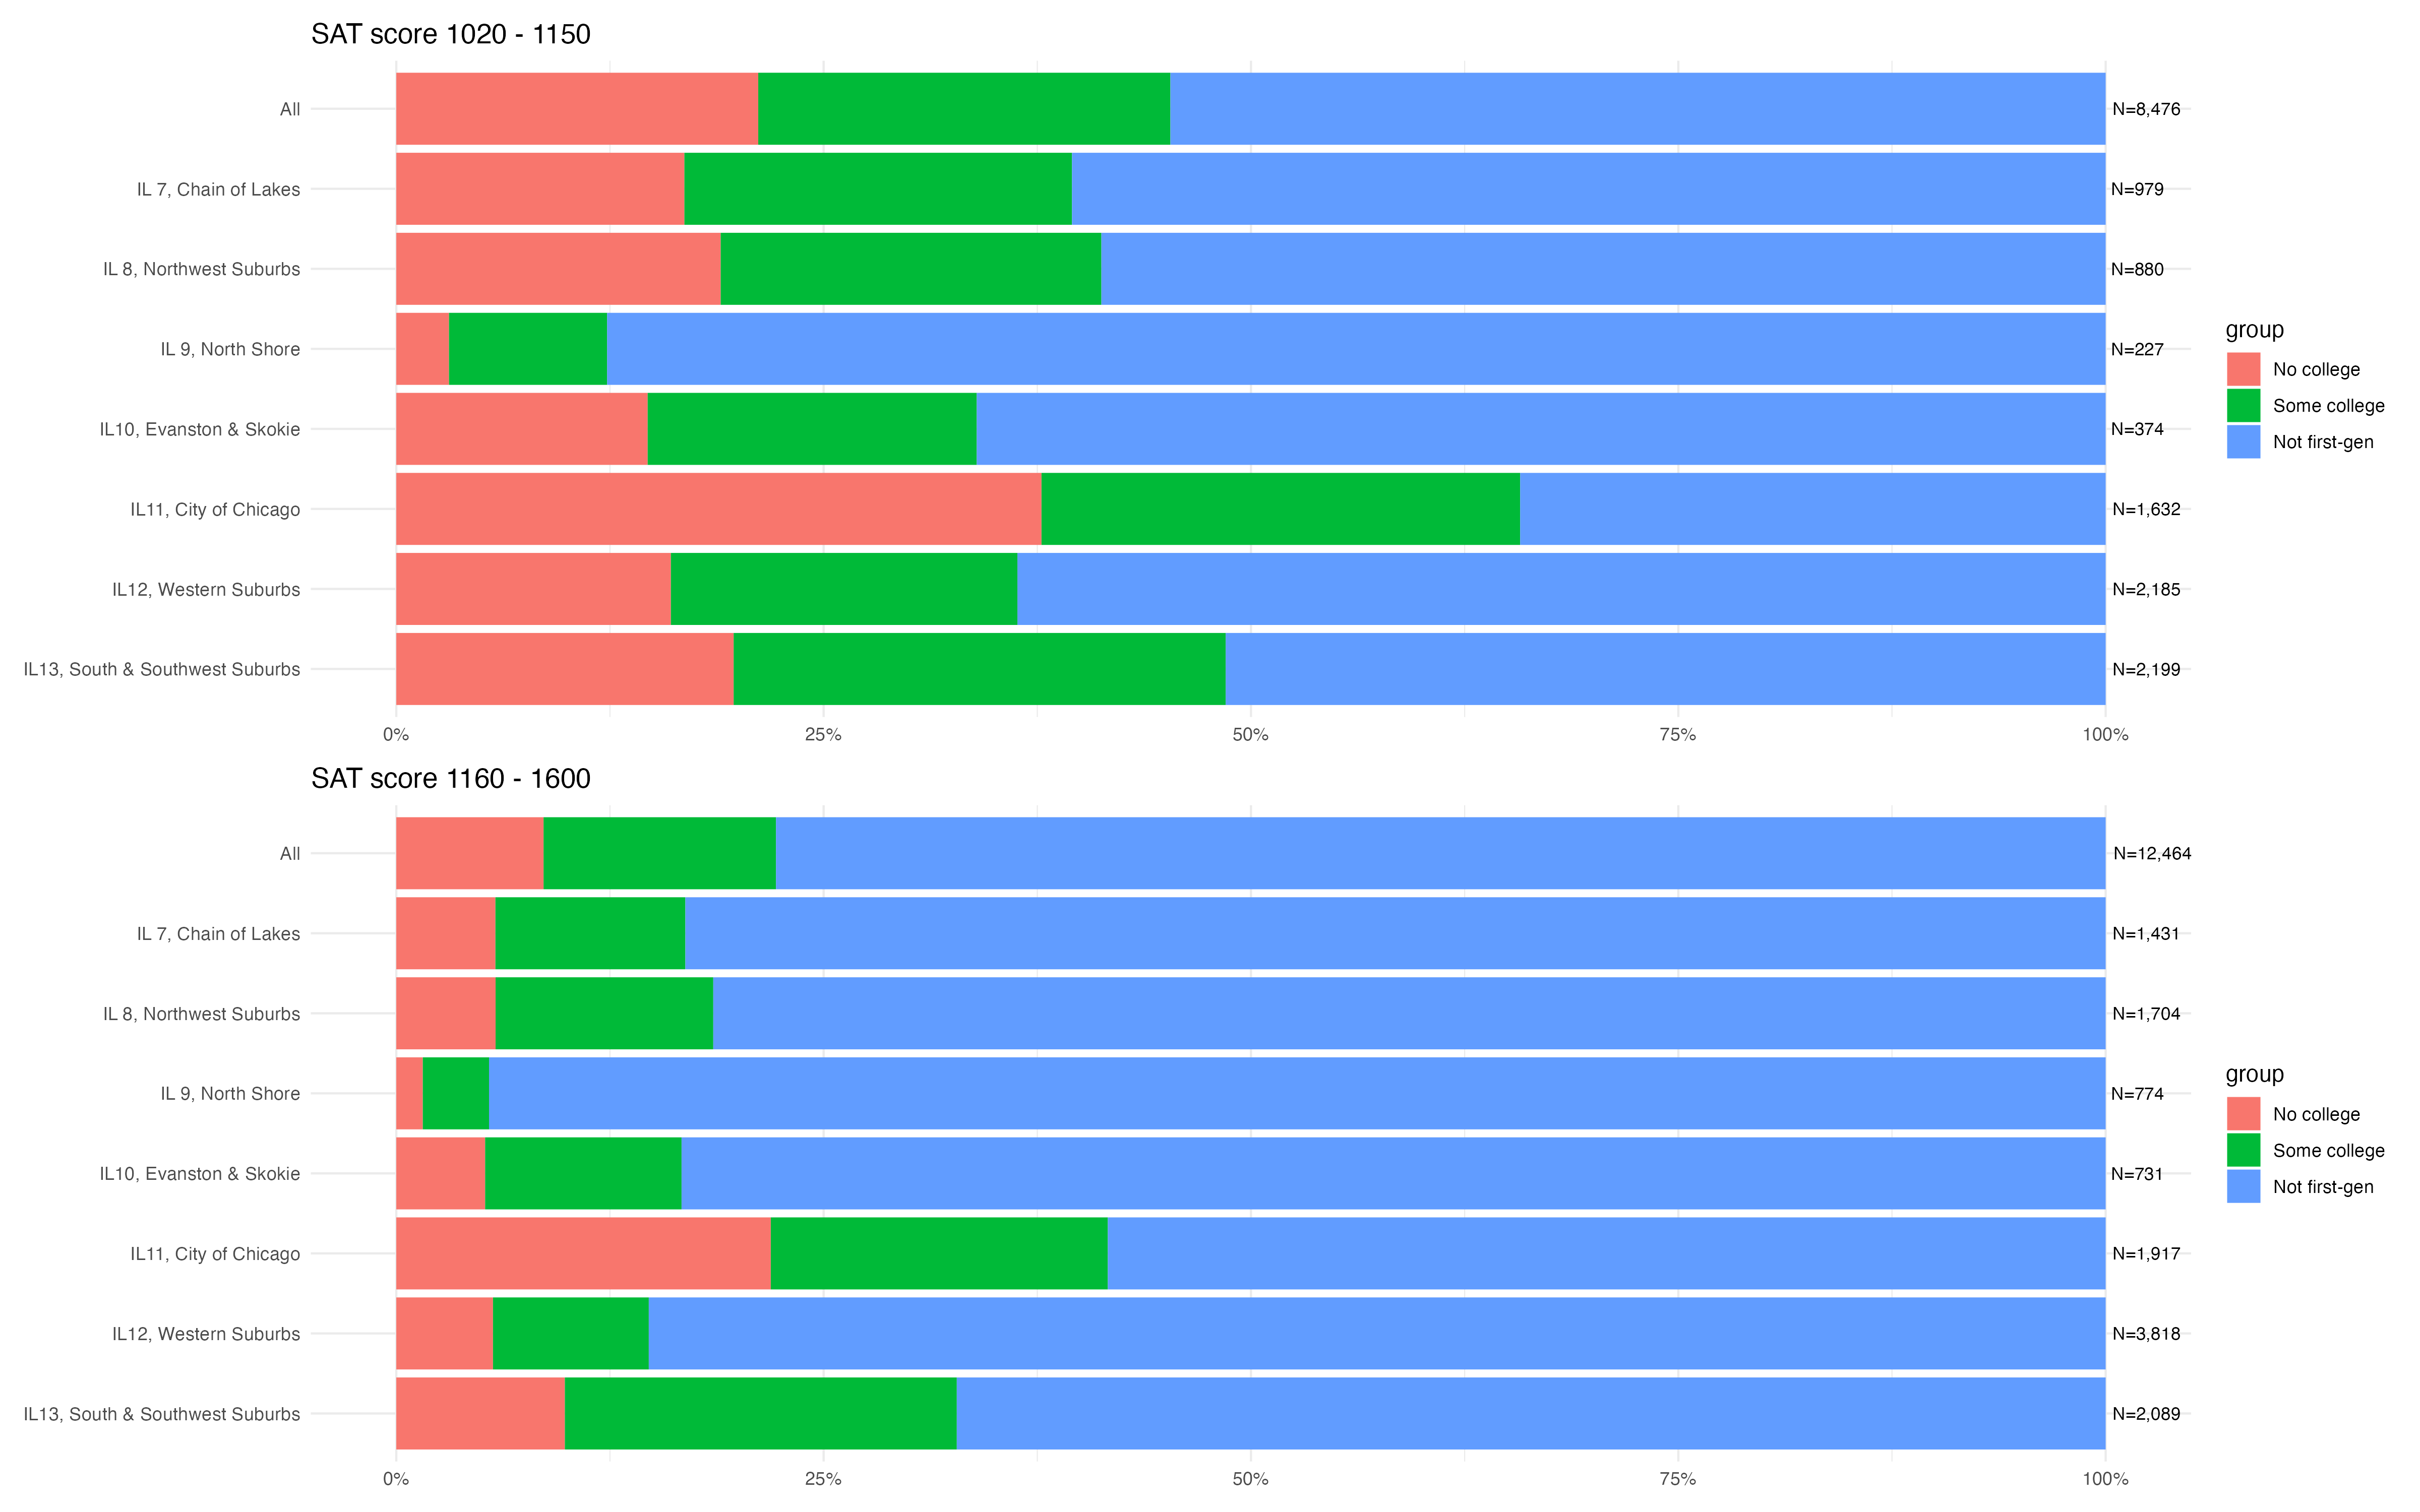 SAT score 1020 - 1150
All
N=8,476
IL 7, Chain of Lakes
N=979
IL 8, Northwest Suburbs
N=880
IL 9, North Shore
N=227
IL10, Evanston & Skokie
N=374
IL11, City of Chicago
N=1,632
IL12, Western Suburbs
N=2,185
IL13, South & Southwest Suburbs
N=2,199
0% 25% 50% 75% 100%
group
No college
Some college
Not first-gen
SAT score 1160 - 1600
All
N=12,464
IL 7, Chain of Lakes
N=1,431
IL 8, Northwest Suburbs
N=1,704
IL 9, North Shore
N=774
IL10, Evanston & Skokie
N=731
IL11, City of Chicago
N=1,917
IL12, Western Suburbs
N=3,818
IL13, South & Southwest Suburbs
N=2,089
0% 25% 50% 75% 100%
group
No college
Some college
Not first-gen